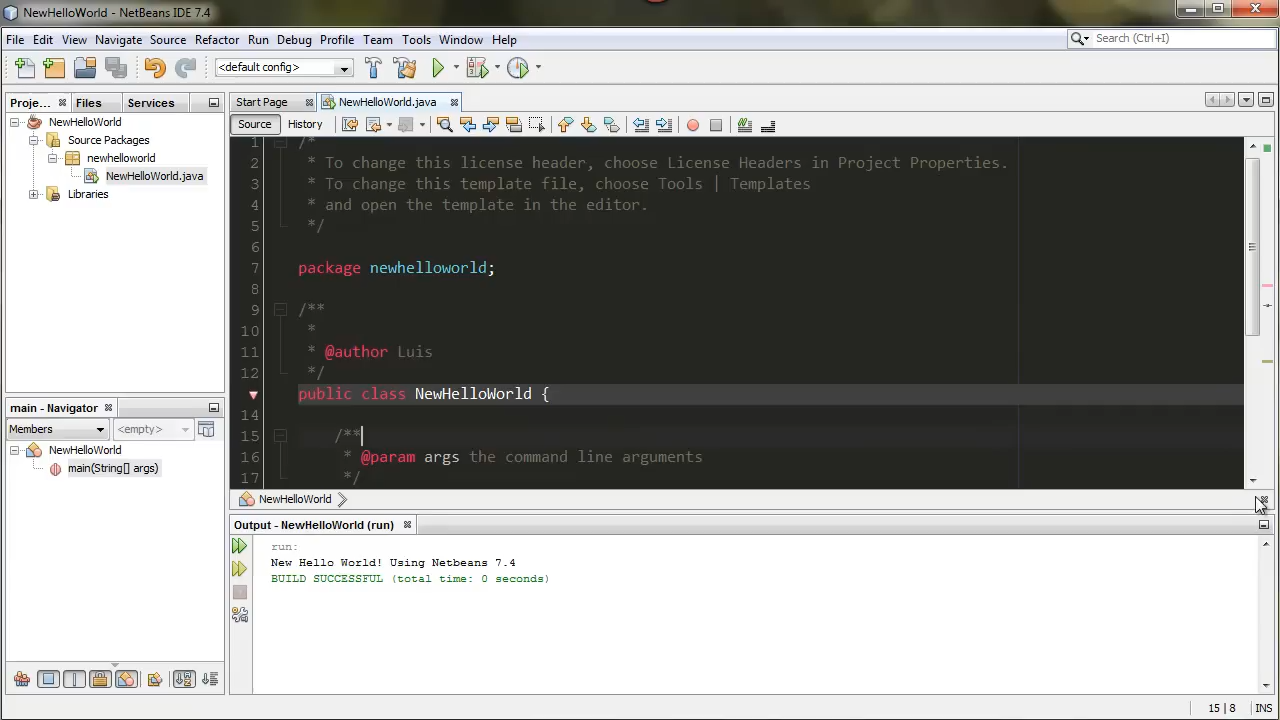 NewHelloWorld - NetBeans IDE 7.4
File Edit View Navigate Source Refactor Run Debug Profile Team Tools Window Help
Search (Ctrl+I)
<default config>
Proje... Files Services
Start Page NewHelloWorld.java
NewHelloWorld
Source Packages
newhelloworld
NewHelloWorld.java
Libraries
Source History
1 /*
2 * To change this license header, choose License Headers in Project Properties.
3 * To change this template file, choose Tools | Templates
4 * and open the template in the editor.
5 */
6
7 package newhelloworld;
8
9 /**
10 *
11 * @author Luis
12 */
public class NewHelloWorld {
14
15 /**
16 * @param args the command line arguments
17 */
main - Navigator
Members <empty>
NewHelloWorld
main(String[] args)
NewHelloWorld
Output - NewHelloWorld (run)
run:
New Hello World! Using Netbeans 7.4
BUILD SUCCESSFUL (total time: 0 seconds)
15 | 8 INS